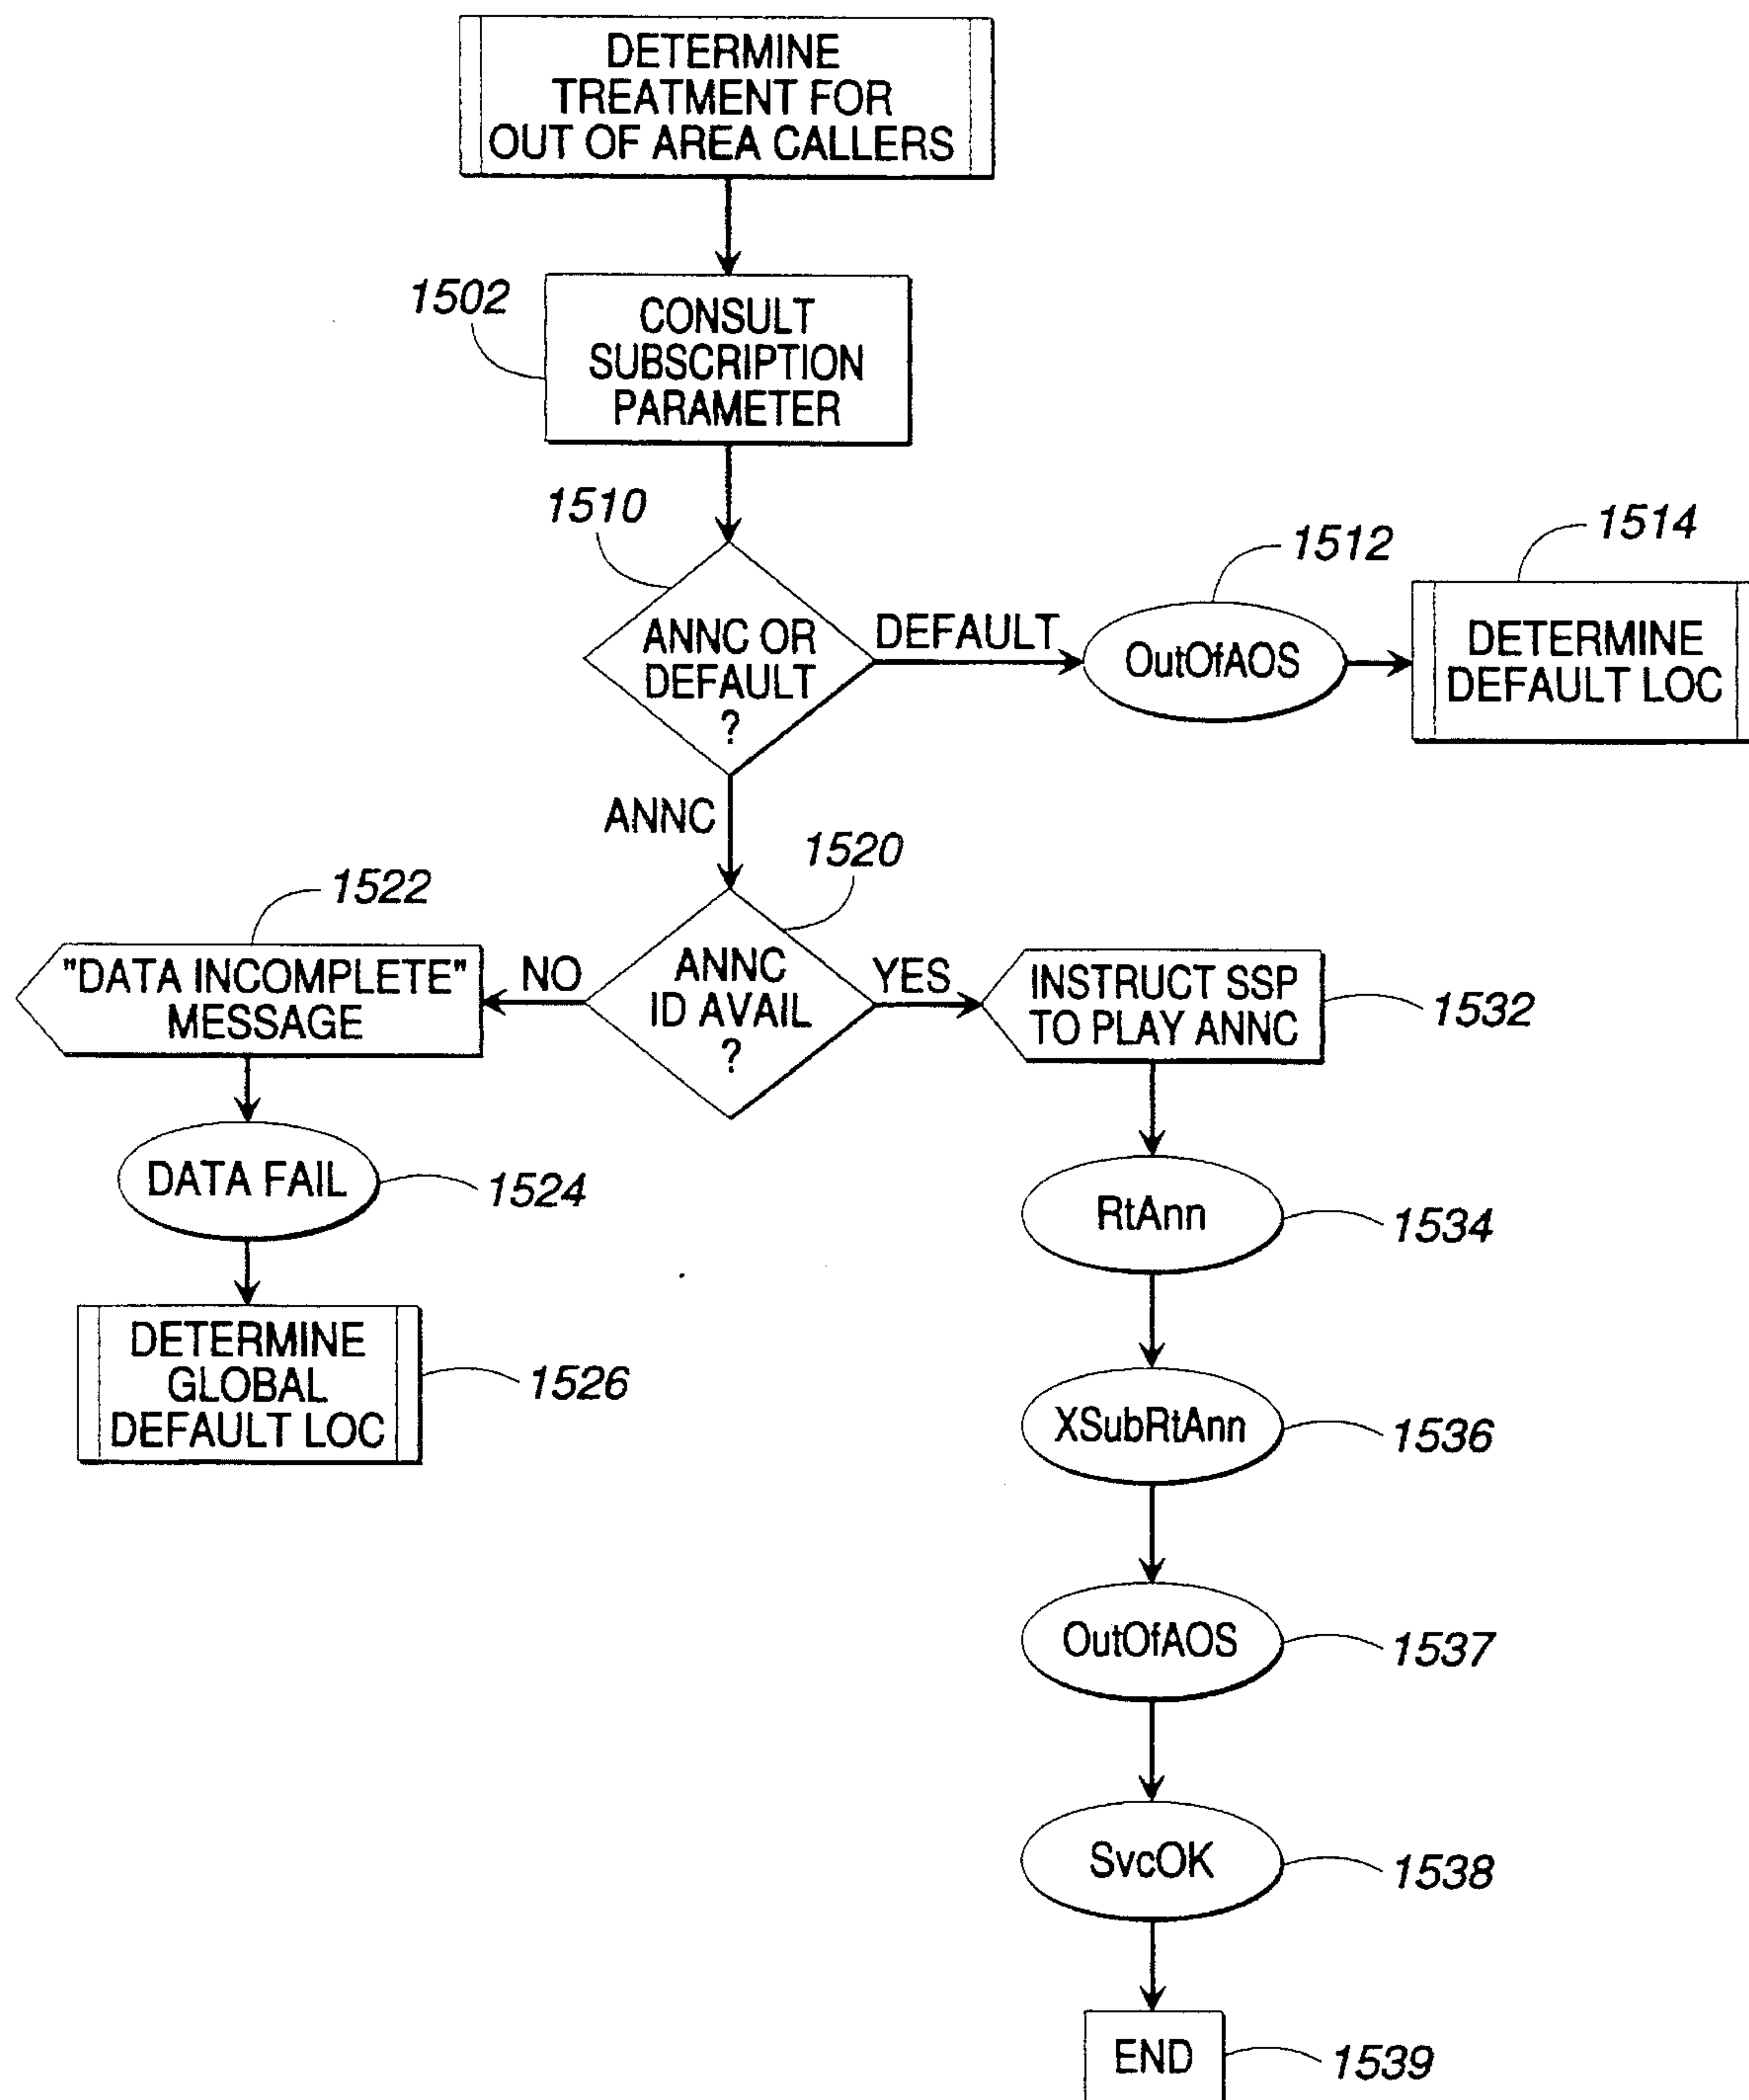 DETERMINE
TREATMENT FOR
OUT OF AREA CALLERS
1502
CONSULT
SUBSCRIPTION
PARAMETER
1510
ANNC OR
DEFAULT
?
DEFAULT
1512
OutOfAOS
1514
DETERMINE
DEFAULT LOC
ANNC
1520
ANNC
ID AVAIL
?
NO
1522
"DATA INCOMPLETE"
MESSAGE
DATA FAIL
1524
DETERMINE
GLOBAL
DEFAULT LOC
1526
YES
INSTRUCT SSP
TO PLAY ANNC
1532
RtAnn
1534
XSubRtAnn
1536
OutOfAOS
1537
SvcOK
1538
END
1539